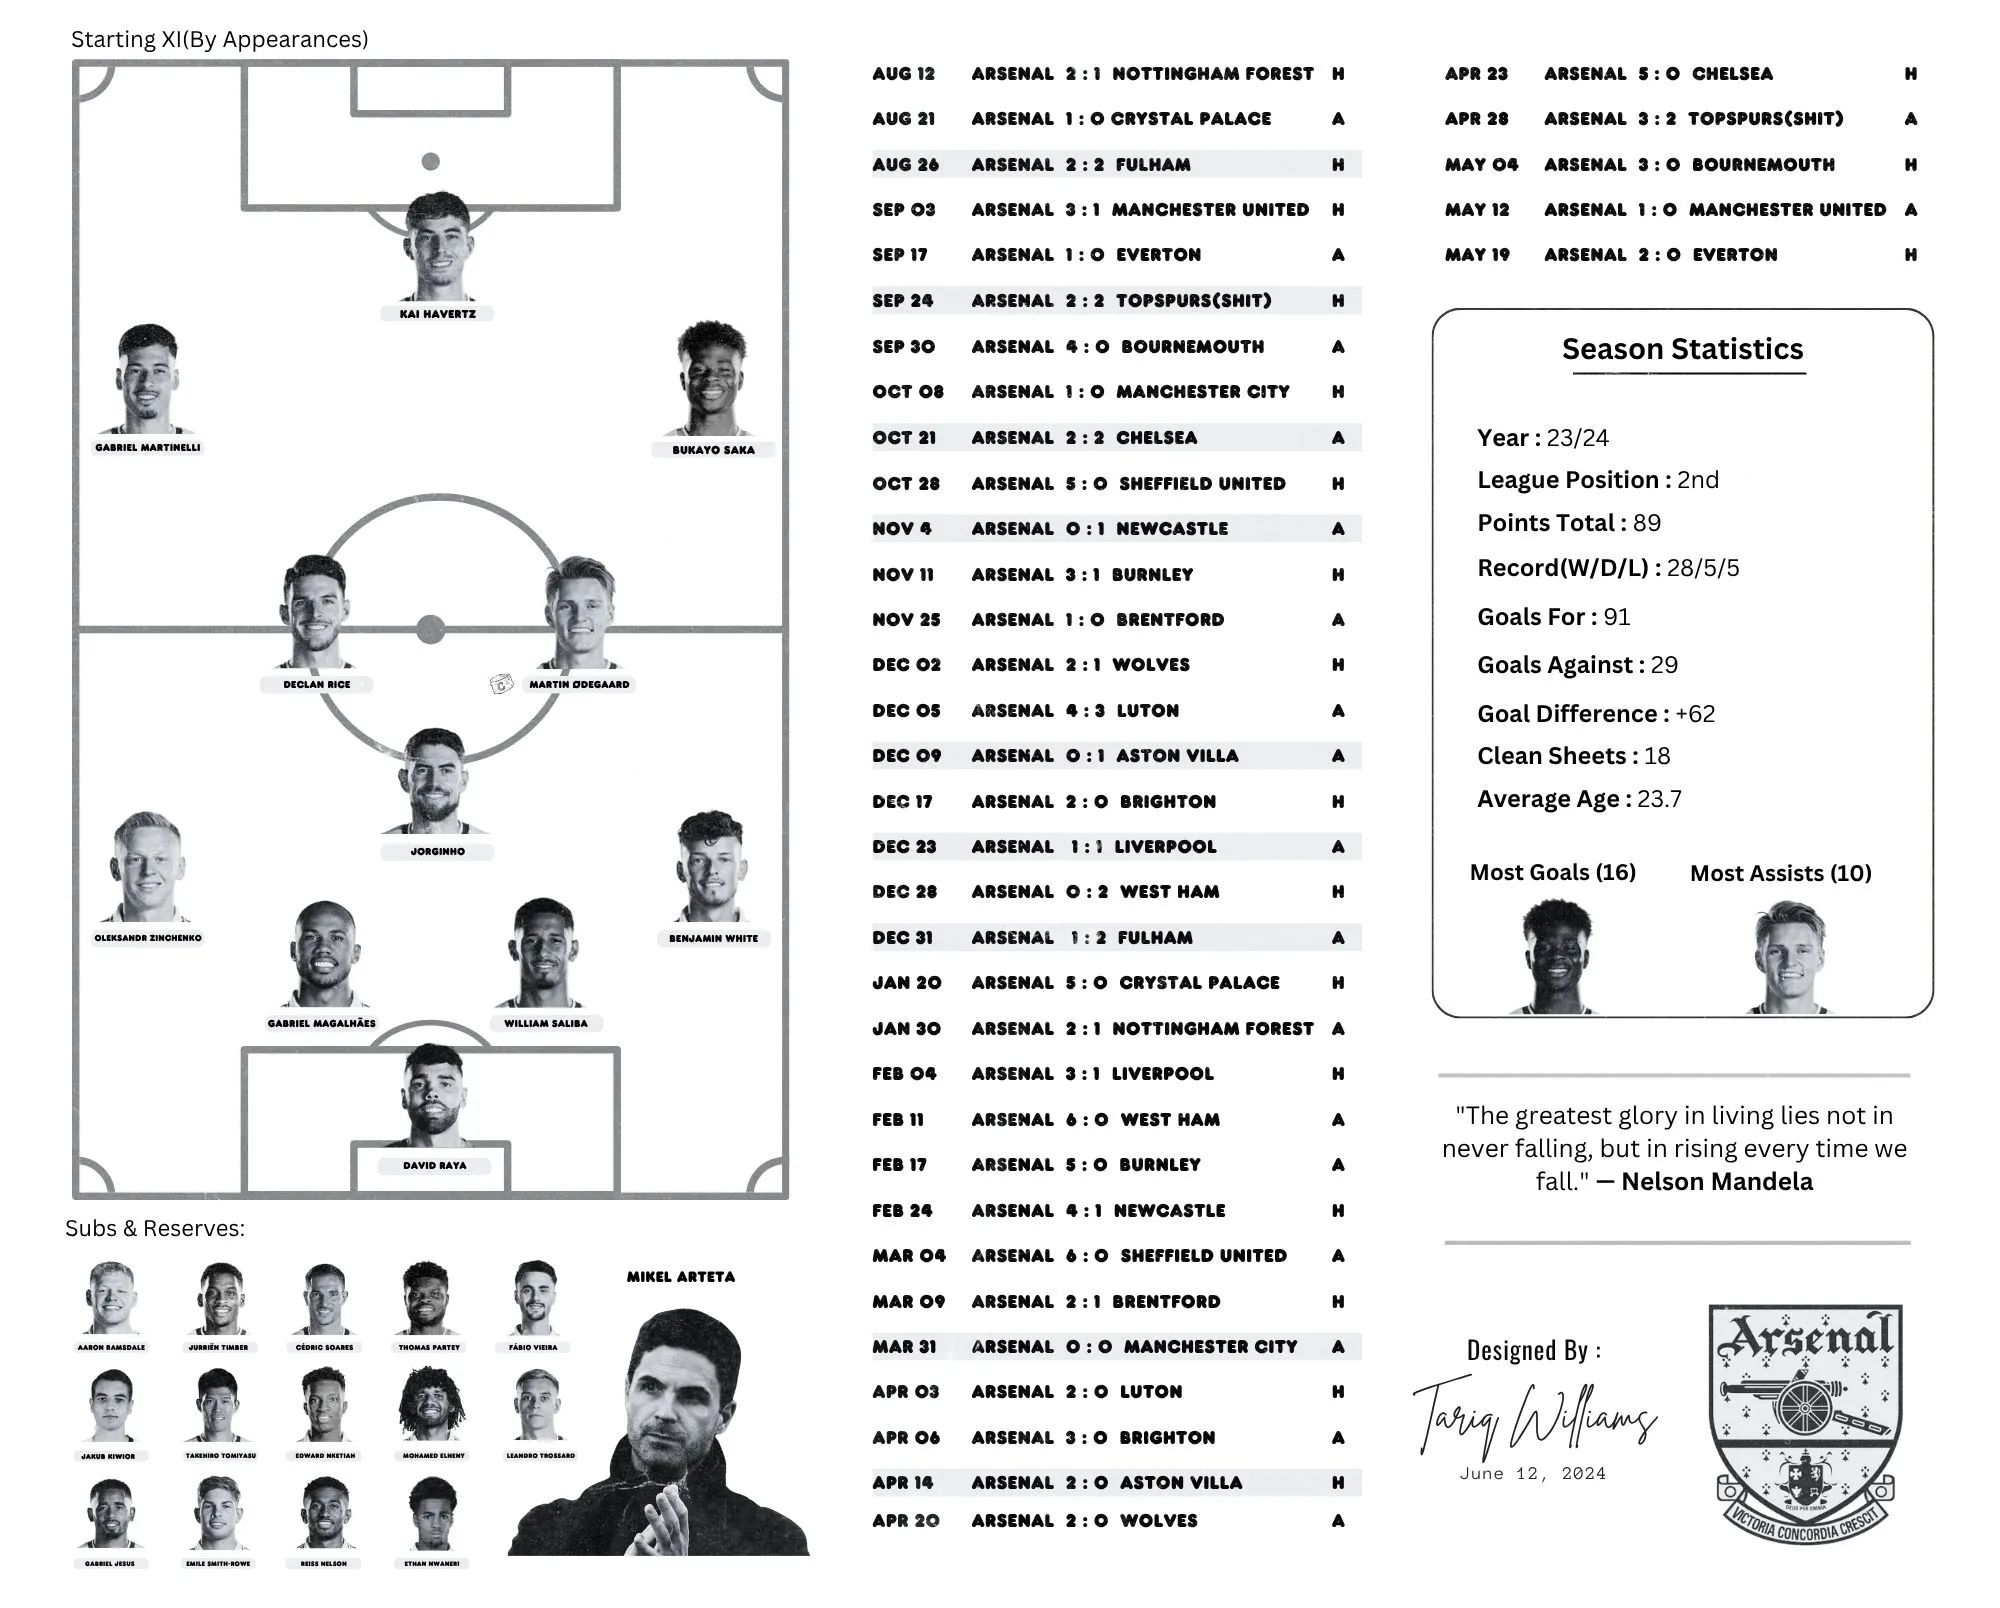 Starting XI(By Appearances)
KAI HAVERTZ
GABRIEL MARTINELLI
BUKAYO SAKA
DECLAN RICE
C
MARTIN ØDEGAARD
JORGINHO
OLEKSANDR ZINCHENKO
BENJAMIN WHITE
GABRIEL MAGALHÃES
WILLIAM SALIBA
DAVID RAYA
Subs & Reserves:
AARON RAMSDALE
JURRIËN TIMBER
CÉDRIC SOARES
THOMAS PARTEY
FÁBIO VIEIRA
JAKUB KIWIOR
TAKEHIRO TOMIYASU
EDWARD NKETIAH
MOHAMED ELNENY
LEANDRO TROSSARD
GABRIEL JESUS
EMILE SMITH-ROWE
REISS NELSON
ETHAN NWANERI
MIKEL ARTETA
AUG 12 ARSENAL 2 : 1 NOTTINGHAM FOREST H
AUG 21 ARSENAL 1 : 0 CRYSTAL PALACE A
AUG 26 ARSENAL 2 : 2 FULHAM H
SEP 03 ARSENAL 3 : 1 MANCHESTER UNITED H
SEP 17 ARSENAL 1 : 0 EVERTON A
SEP 24 ARSENAL 2 : 2 TOPSPURS(SHIT) H
SEP 30 ARSENAL 4 : 0 BOURNEMOUTH A
OCT 08 ARSENAL 1 : 0 MANCHESTER CITY H
OCT 21 ARSENAL 2 : 2 CHELSEA A
OCT 28 ARSENAL 5 : 0 SHEFFIELD UNITED H
NOV 4 ARSENAL 0 : 1 NEWCASTLE A
NOV 11 ARSENAL 3 : 1 BURNLEY H
NOV 25 ARSENAL 1 : 0 BRENTFORD A
DEC 02 ARSENAL 2 : 1 WOLVES H
DEC 05 ARSENAL 4 : 3 LUTON A
DEC 09 ARSENAL 0 : 1 ASTON VILLA A
DEC 17 ARSENAL 2 : 0 BRIGHTON H
DEC 23 ARSENAL 1 : 1 LIVERPOOL A
DEC 28 ARSENAL 0 : 2 WEST HAM H
DEC 31 ARSENAL 1 : 2 FULHAM A
JAN 20 ARSENAL 5 : 0 CRYSTAL PALACE H
JAN 30 ARSENAL 2 : 1 NOTTINGHAM FOREST A
FEB 04 ARSENAL 3 : 1 LIVERPOOL H
FEB 11 ARSENAL 6 : 0 WEST HAM A
FEB 17 ARSENAL 5 : 0 BURNLEY A
FEB 24 ARSENAL 4 : 1 NEWCASTLE H
MAR 04 ARSENAL 6 : 0 SHEFFIELD UNITED A
MAR 09 ARSENAL 2 : 1 BRENTFORD H
MAR 31 ARSENAL 0 : 0 MANCHESTER CITY A
APR 03 ARSENAL 2 : 0 LUTON H
APR 06 ARSENAL 3 : 0 BRIGHTON A
APR 14 ARSENAL 2 : 0 ASTON VILLA H
APR 20 ARSENAL 2 : 0 WOLVES A
APR 23 ARSENAL 5 : 0 CHELSEA H
APR 28 ARSENAL 3 : 2 TOPSPURS(SHIT) A
MAY 04 ARSENAL 3 : 0 BOURNEMOUTH H
MAY 12 ARSENAL 1 : 0 MANCHESTER UNITED A
MAY 19 ARSENAL 2 : 0 EVERTON H
Season Statistics
Year : 23/24
League Position : 2nd
Points Total : 89
Record(W/D/L) : 28/5/5
Goals For : 91
Goals Against : 29
Goal Difference : +62
Clean Sheets : 18
Average Age : 23.7
Most Goals (16)
Most Assists (10)
"The greatest glory in living lies not in
never falling, but in rising every time we
fall." — Nelson Mandela
Designed By :
Tariq Williams
June 12, 2024
Arsenal
VICTORIA CONCORDIA CRESCIT